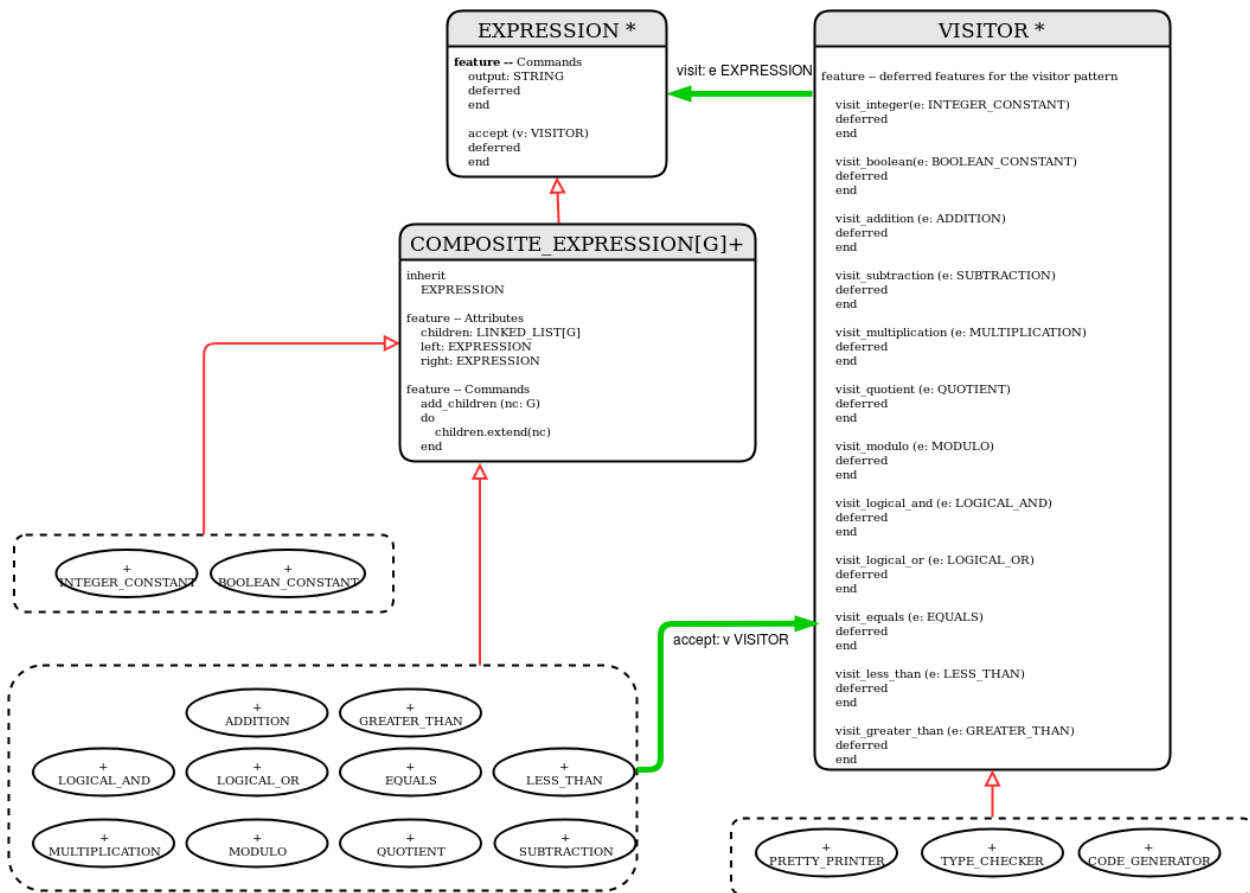 EXPRESSION *
feature -- Commands
output: STRING
deferred
end
accept (v: VISITOR)
deferred
end
visit: e EXPRESSION
VISITOR *
feature -- deferred features for the visitor pattern
visit_integer(e: INTEGER_CONSTANT)
deferred
end
visit_boolean(e: BOOLEAN_CONSTANT)
deferred
end
visit_addition (e: ADDITION)
deferred
end
visit_subtraction (e: SUBTRACTION)
deferred
end
visit_multiplication (e: MULTIPLICATION)
deferred
end
visit_quotient (e: QUOTIENT)
deferred
end
visit_modulo (e: MODULO)
deferred
end
visit_logical_and (e: LOGICAL_AND)
deferred
end
visit_logical_or (e: LOGICAL_OR)
deferred
end
visit_equals (e: EQUALS)
deferred
end
visit_less_than (e: LESS_THAN)
deferred
end
visit_greater_than (e: GREATER_THAN)
deferred
end
COMPOSITE_EXPRESSION[G]+
inherit
EXPRESSION
feature -- Attributes
children: LINKED_LIST[G]
left: EXPRESSION
right: EXPRESSION
feature -- Commands
add_children (nc: G)
do
children.extend(nc)
end
+
INTEGER_CONSTANT
+
BOOLEAN_CONSTANT
accept: v VISITOR
+
ADDITION
+
GREATER_THAN
+
LOGICAL_AND
+
LOGICAL_OR
+
EQUALS
+
LESS_THAN
+
MULTIPLICATION
+
MODULO
+
QUOTIENT
+
SUBTRACTION
+
PRETTY_PRINTER
+
TYPE_CHECKER
+
CODE_GENERATOR